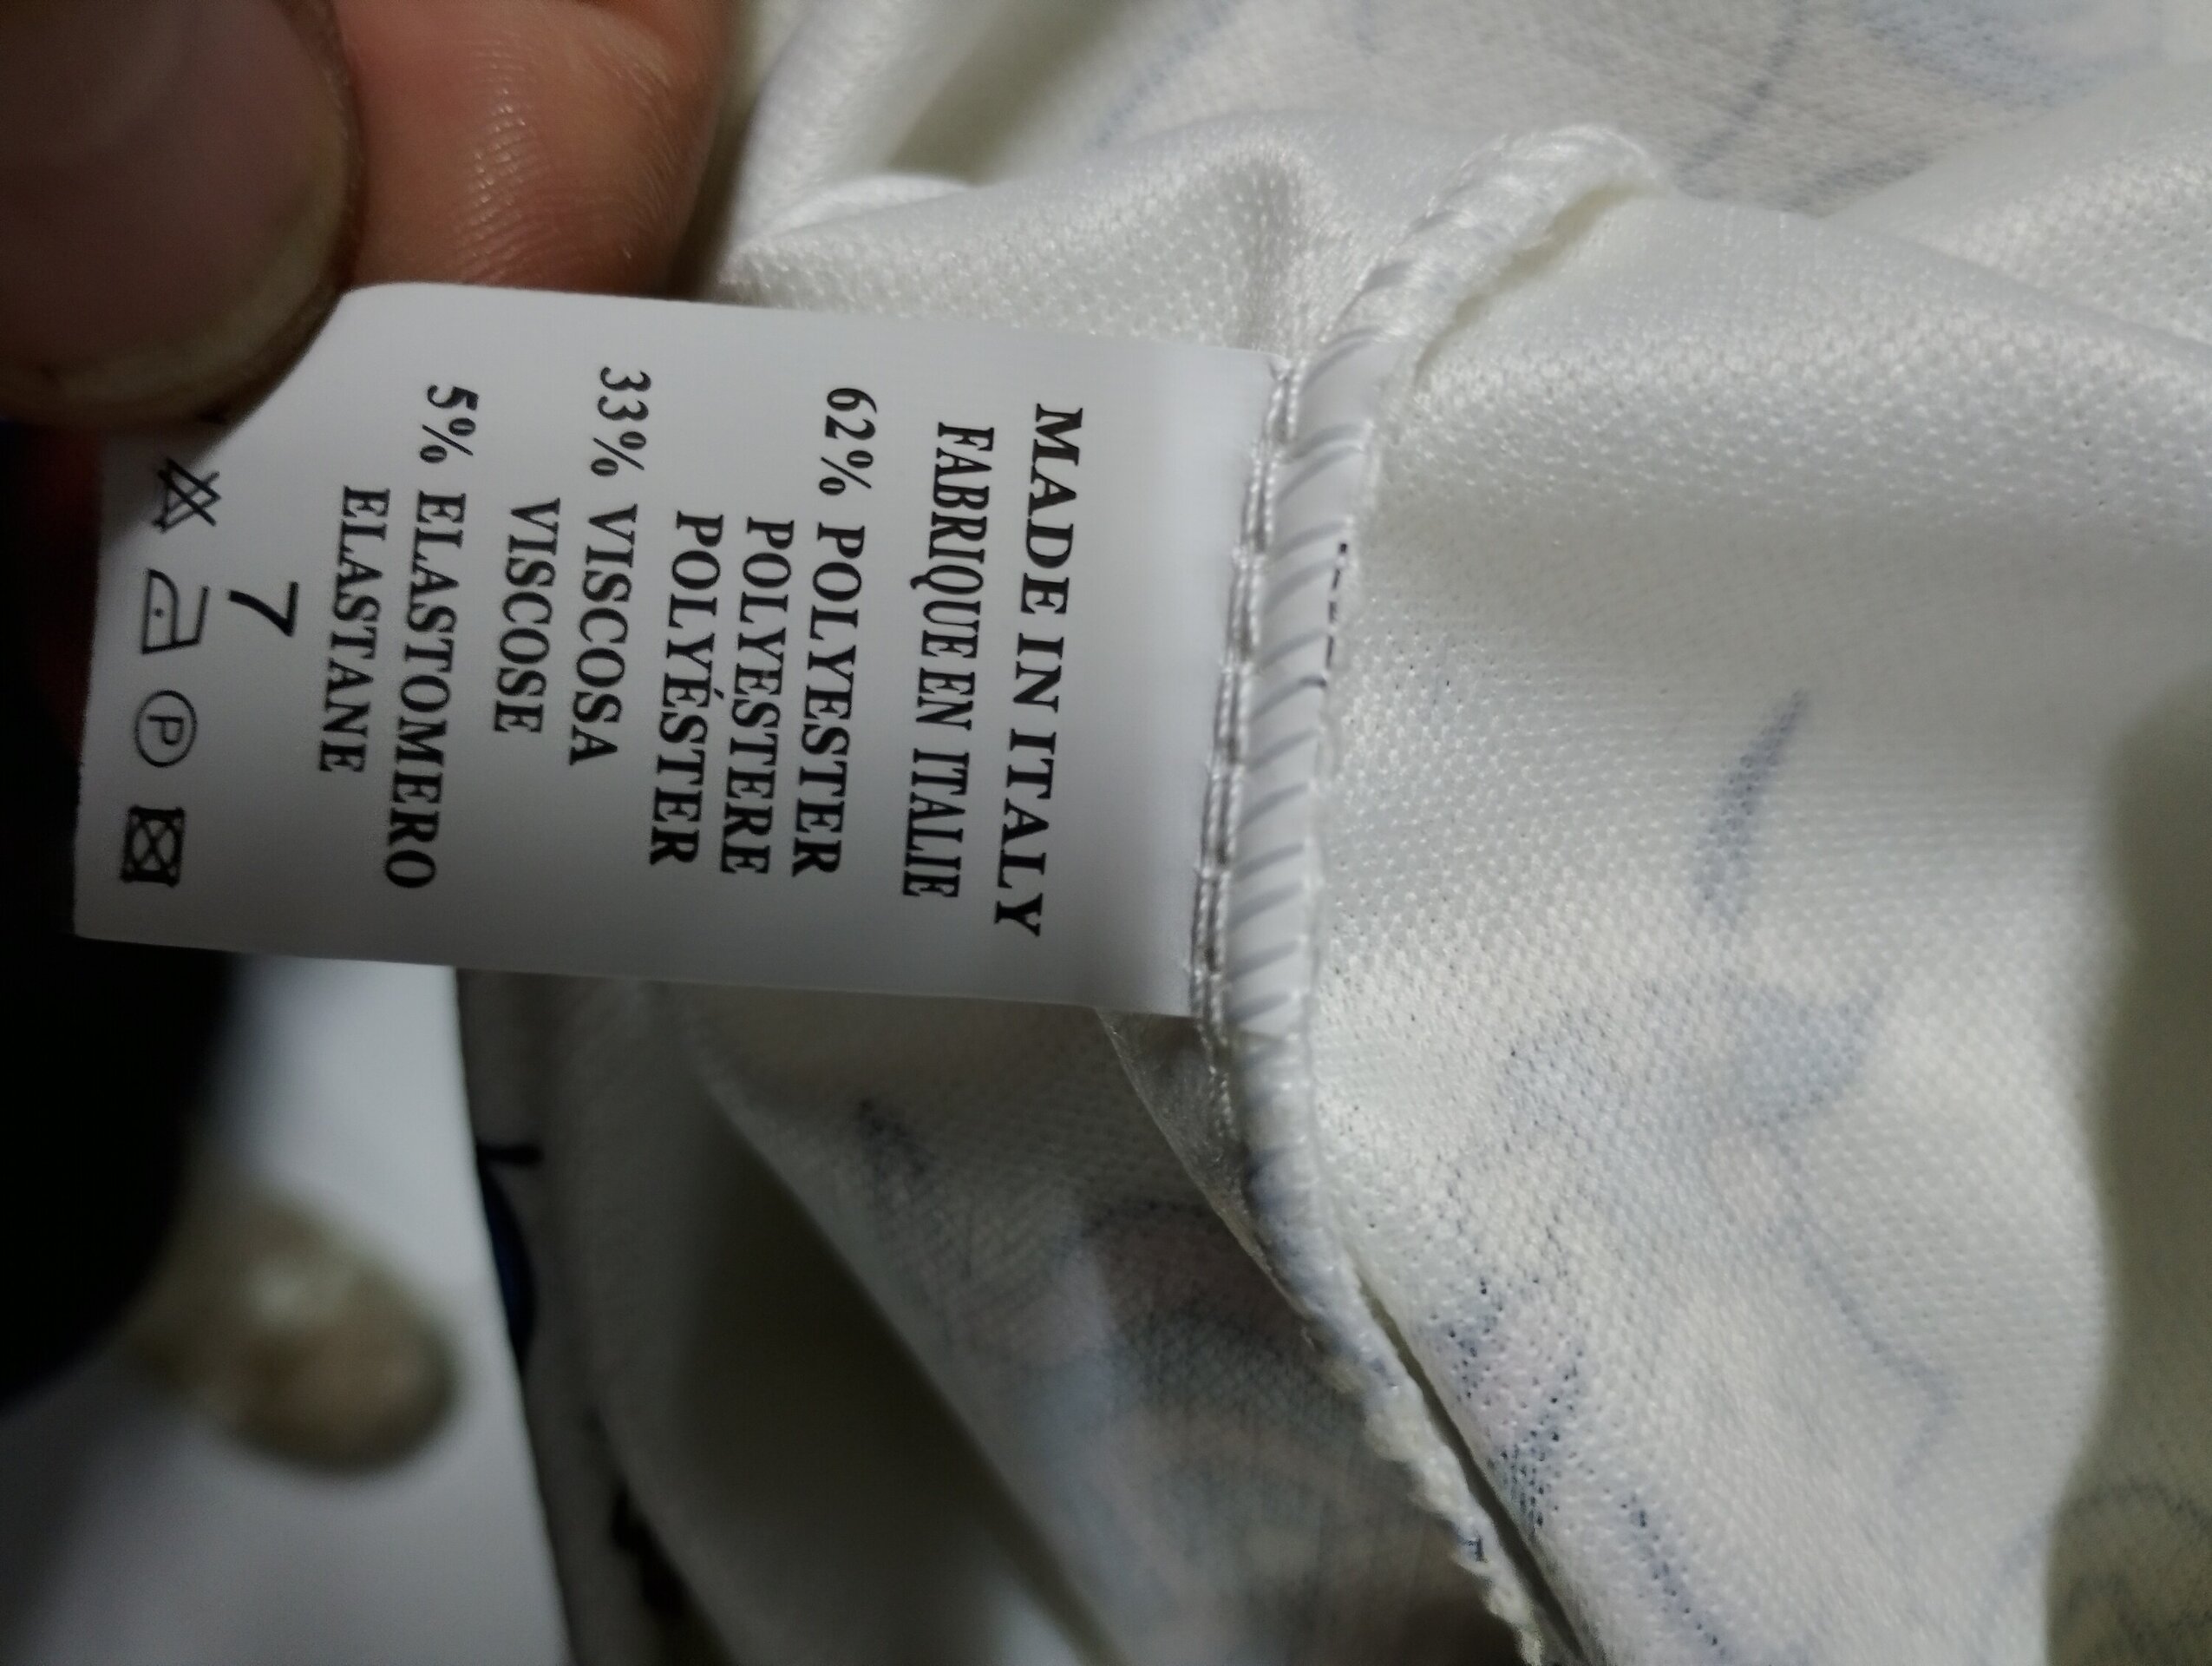 MADE IN ITALY
FABRIQUE EN ITALIE
62% POLYESTER
POLYESTERE
POLYÉSTER
33% VISCOSA
VISCOSE
5% ELASTOMERO
ELASTANE
7
P